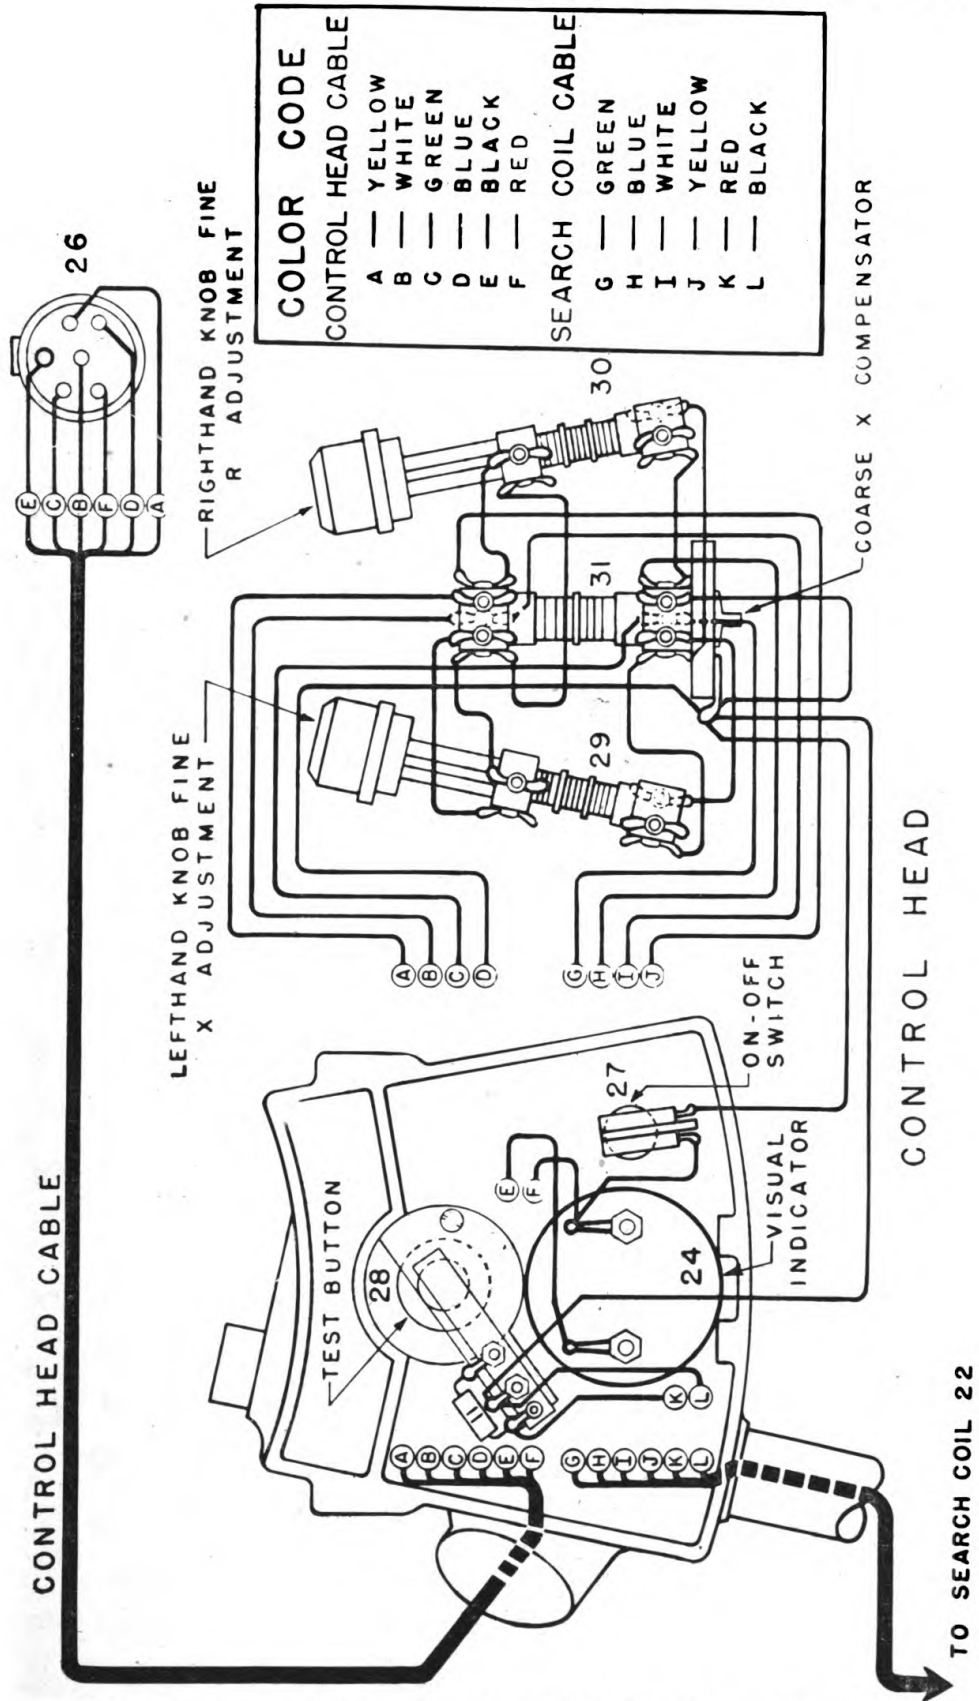 CONTROL HEAD CABLE
26
E
C
B
F
D
A
RIGHTHAND KNOB FINE
R ADJUSTMENT
LEFTHAND KNOB FINE
X ADJUSTMENT
COLOR CODE
CONTROL HEAD CABLE
A — YELLOW
B — WHITE
C — GREEN
D — BLUE
E — BLACK
F — RED
SEARCH COIL CABLE
G — GREEN
H — BLUE
I — WHITE
J — YELLOW
K — RED
L — BLACK
TEST BUTTON
28
A
B
C
D
E
F
G
H
I
J
K
L
K
L
E
F
24
VISUAL
INDICATOR
27
ON-OFF
SWITCH
A
B
C
D
G
H
I
J
29
31
30
COARSE X COMPENSATOR
CONTROL HEAD
TO SEARCH COIL 22